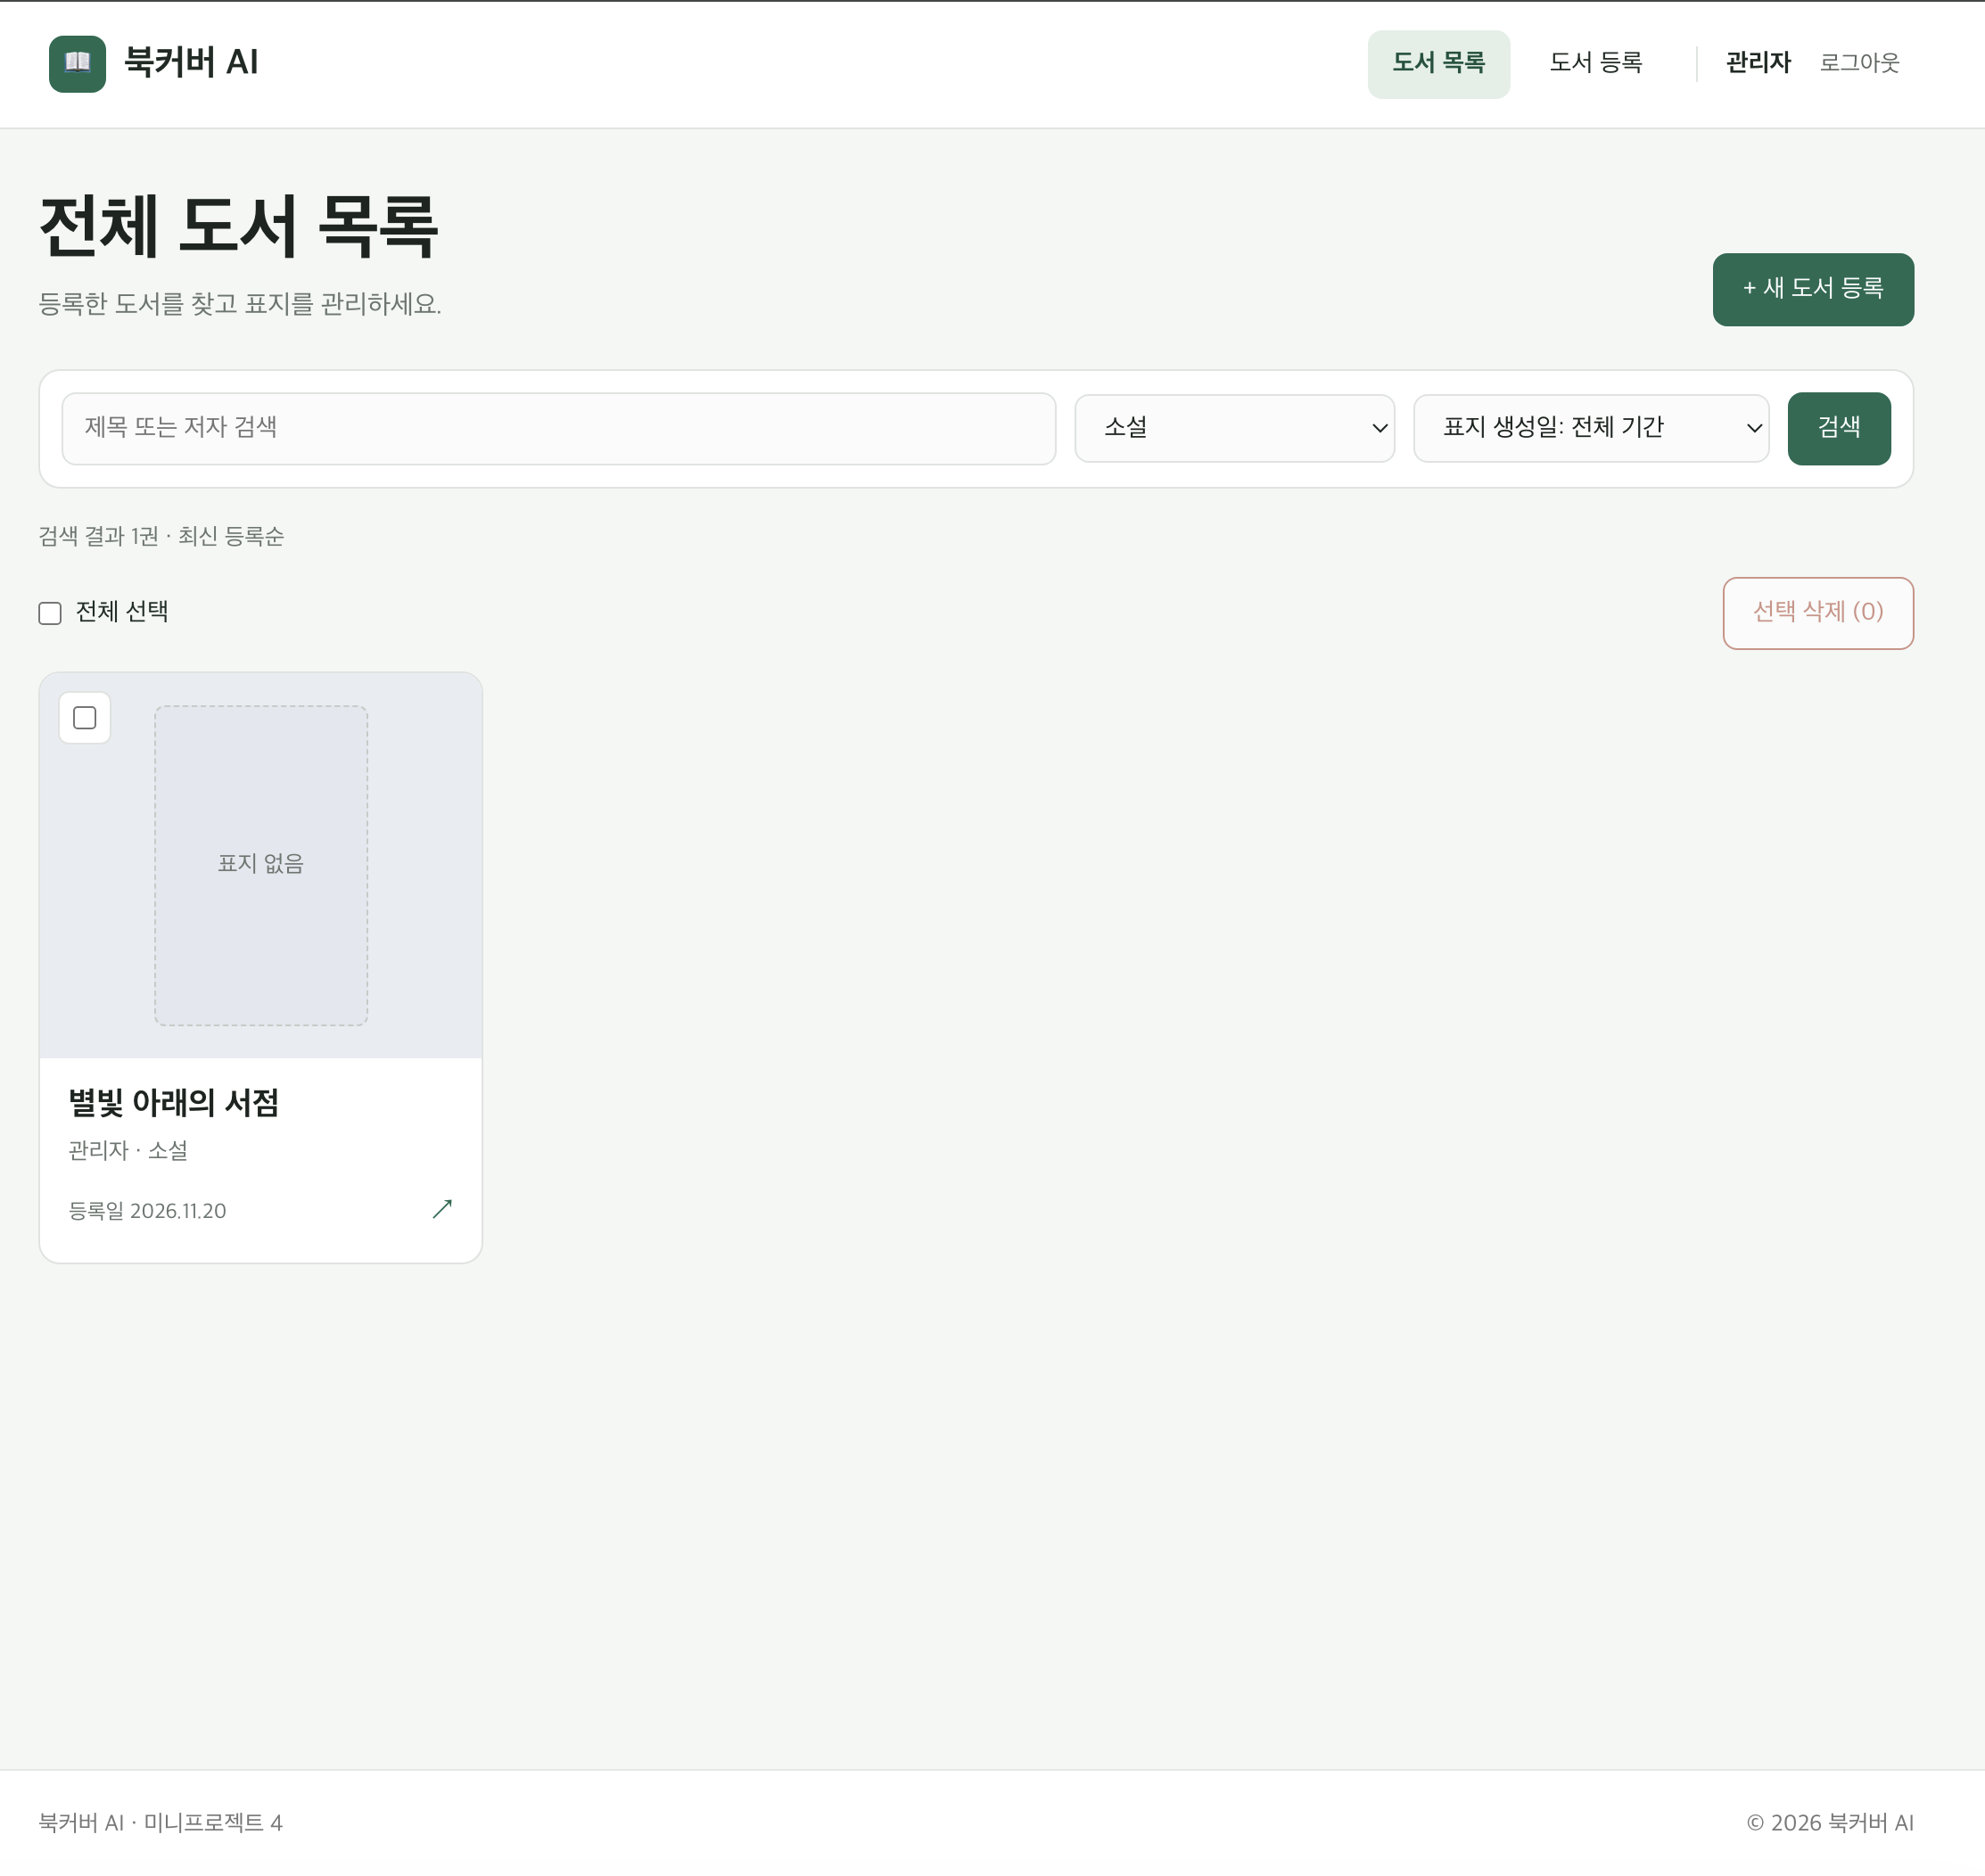 북커버 AI
도서 목록
도서 등록
관리자
로그아웃
전체 도서 목록
등록한 도서를 찾고 표지를 관리하세요.
+ 새 도서 등록
제목 또는 저자 검색
소설
표지 생성일: 전체 기간
검색
검색 결과 1권 · 최신 등록순
전체 선택
선택 삭제 (0)
표지 없음
별빛 아래의 서점
관리자 · 소설
등록일 2026.11.20
북커버 AI · 미니프로젝트 4
© 2026 북커버 AI